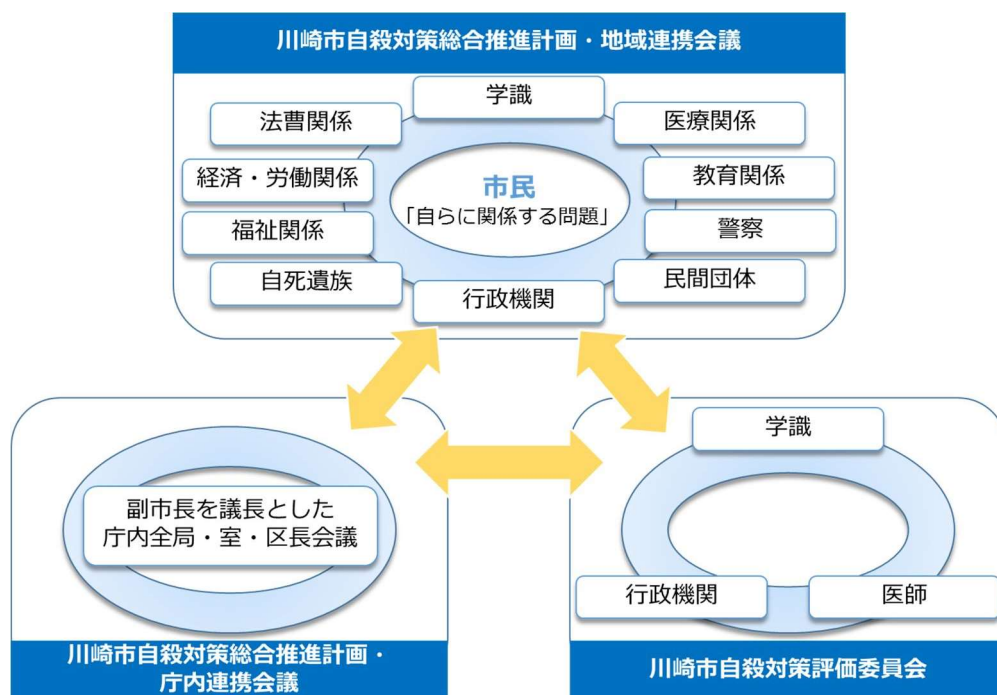 川崎市自殺対策総合推進計画・地域連携会議
学識
法曹関係
医療関係
経済・労働関係
教育関係
市民
「自らに関係する問題」
福祉関係
警察
自死遺族
民間団体
行政機関
副市長を議長とした
庁内全局・室・区長会議
川崎市自殺対策総合推進計画・
庁内連携会議
学識
行政機関
医師
川崎市自殺対策評価委員会